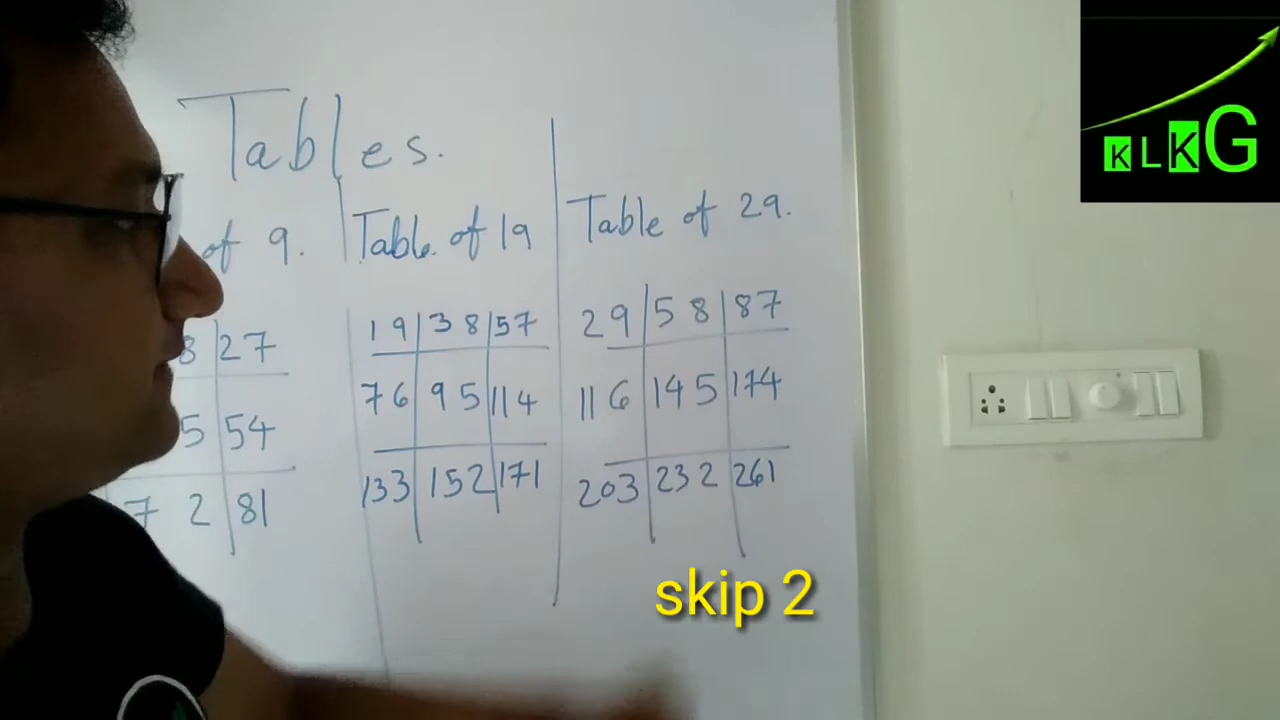 KLKG
Tables.
of 9.
Table of 19
Table of 29.
8 27
5 54
7 2 81
19 38 57
76 95 114
133 152 171
29 58 87
116 145 174
203 232 261
skip 2